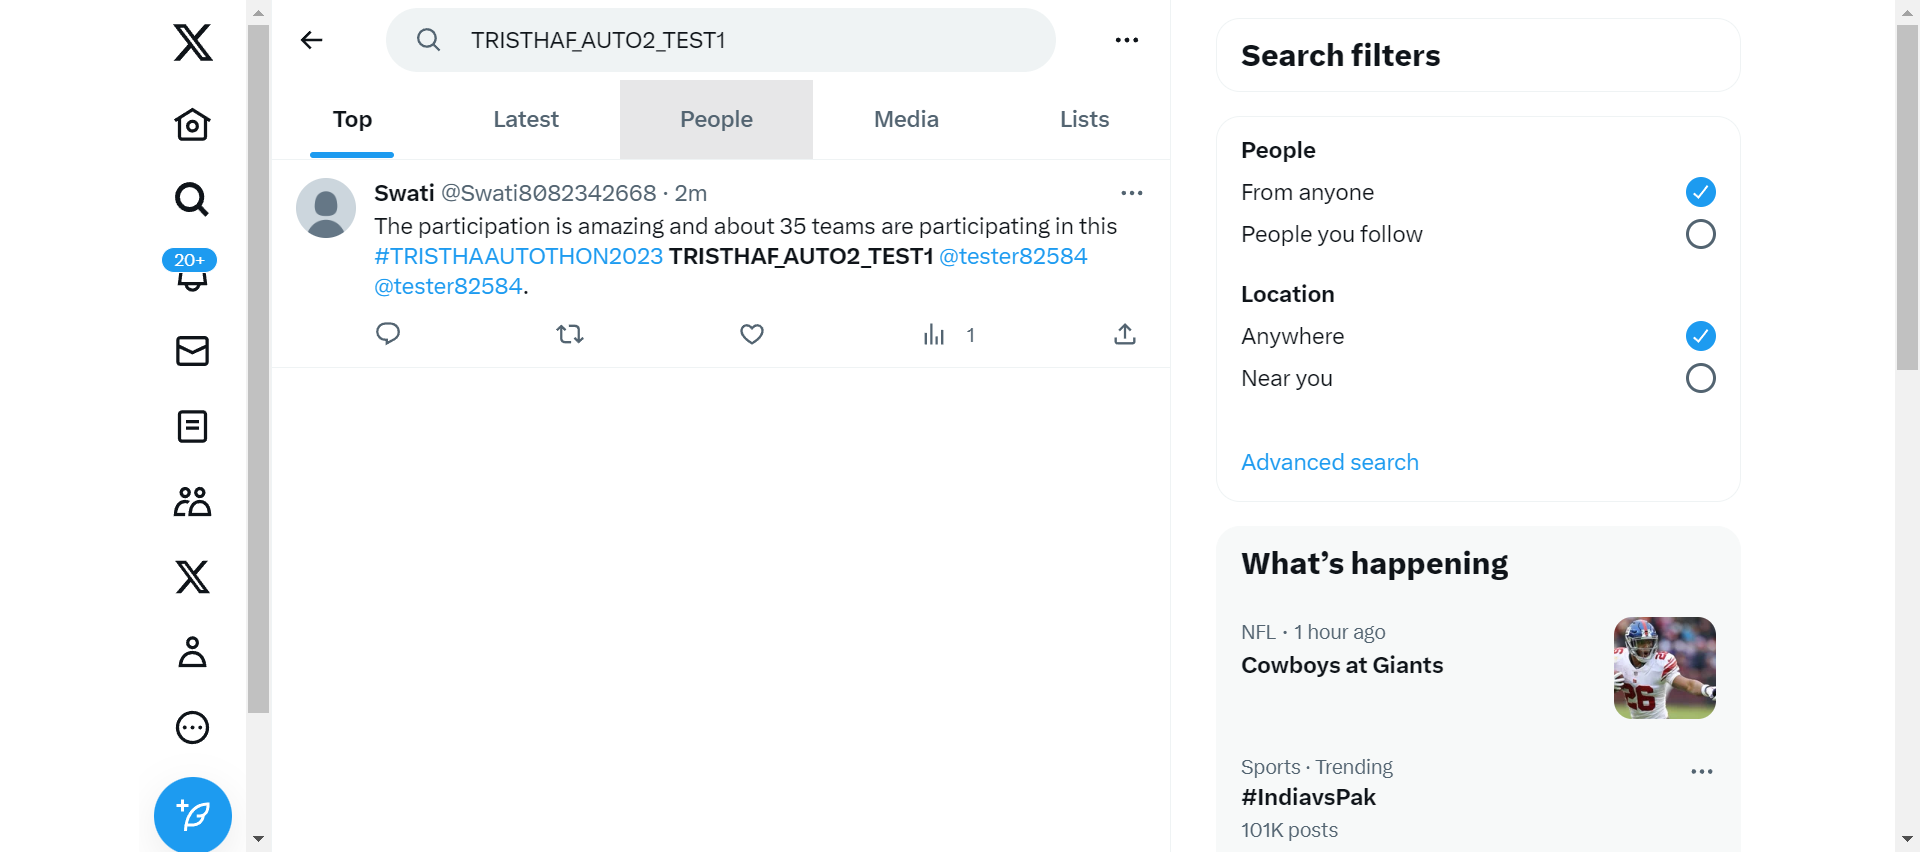 TRISTHAF_AUTO2_TEST1
Top
Latest
People
Media
Lists
20+
Swati @Swati8082342668 · 2m
The participation is amazing and about 35 teams are participating in this
#TRISTHAAUTOTHON2023 TRISTHAF_AUTO2_TEST1 @tester82584
@tester82584.
1
Search filters
People
From anyone
People you follow
Location
Anywhere
Near you
Advanced search
What’s happening
NFL · 1 hour ago
Cowboys at Giants
26
Sports · Trending
#IndiavsPak
101K posts